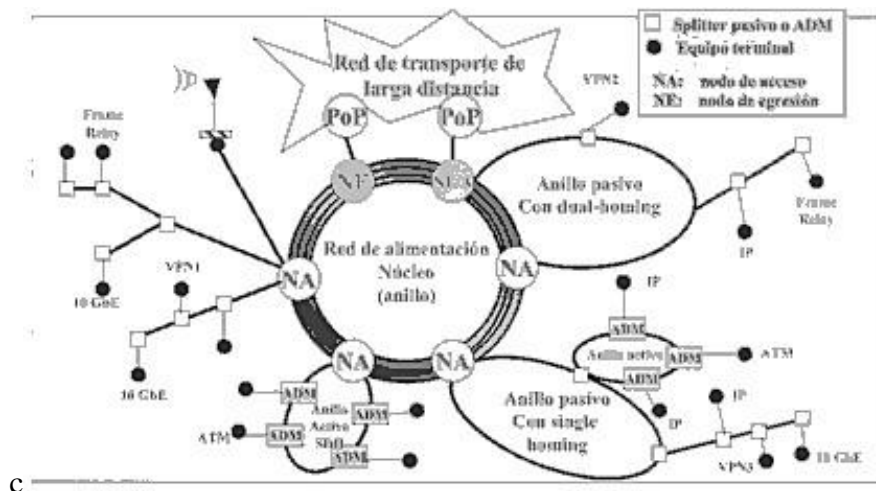 Splitter pasivo o ADM
Equipo terminal
NA: nodo de acceso
NE: nodo de egresión
Red de transporte de
larga distancia
PoP
PoP
VPN2
Frame
Relay
NE
Anillo pasivo
Con dual-homing
Frame
Relay
IP
Red de alimentación
Núcleo
(anillo)
NA
NA
10 GbE
VPN1
IP
ADM
Anillo activo
ADM
ATM
ADM
NA
NA
10 GbE
Anillo pasivo
Con single
homing
IP
IP
ADM
Anillo
Activo
ADM
ATM
ADM
ADM
VPN3
10 GbE
c